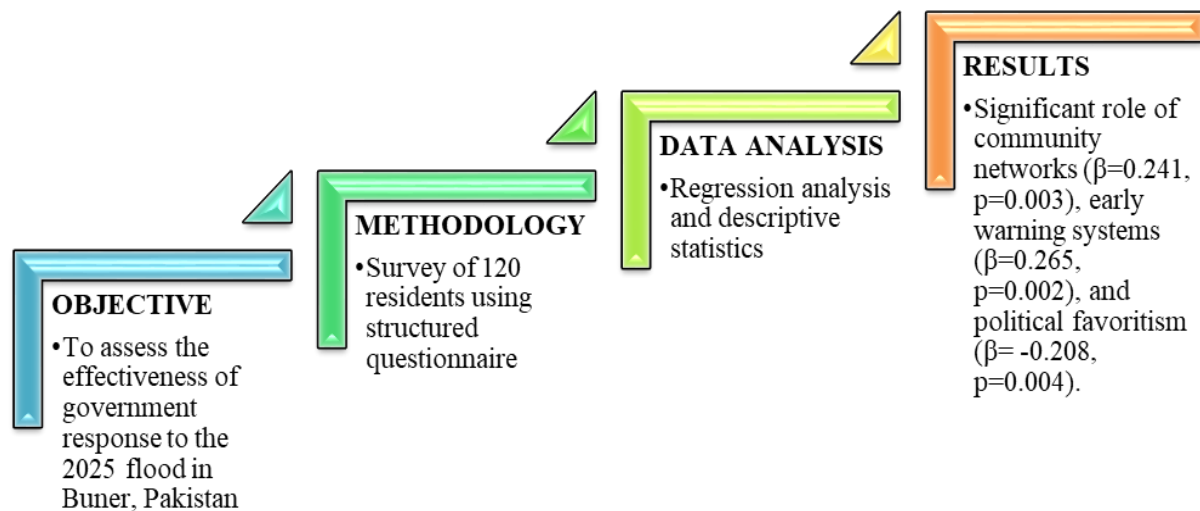 OBJECTIVE
•To assess the
effectiveness of
government
response to the
2025 flood in
Buner, Pakistan
METHODOLOGY
•Survey of 120
residents using
structured
questionnaire
DATA ANALYSIS
•Regression analysis
and descriptive
statistics
RESULTS
•Significant role of
community
networks (β=0.241,
p=0.003), early
warning systems
(β=0.265,
p=0.002), and
political favoritism
(β= -0.208,
p=0.004).